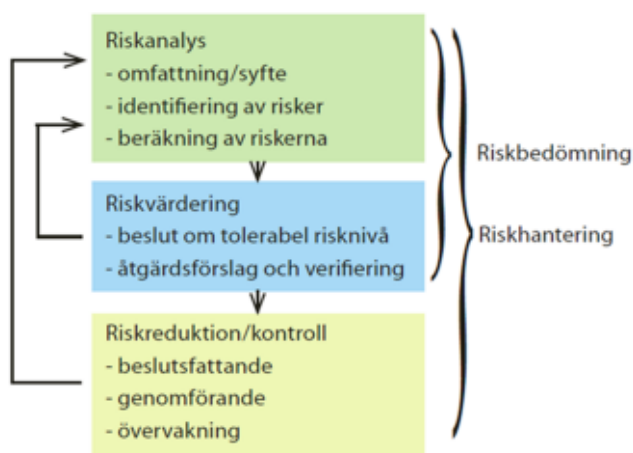 Riskanalys
- omfattning/syfte
- identifiering av risker
- beräkning av riskerna
Riskbedömning
Riskvärdering
- beslut om tolerabel risknivå
- åtgärdsförslag och verifiering
Riskhantering
Riskreduktion/kontroll
- beslutsfattande
- genomförande
- övervakning